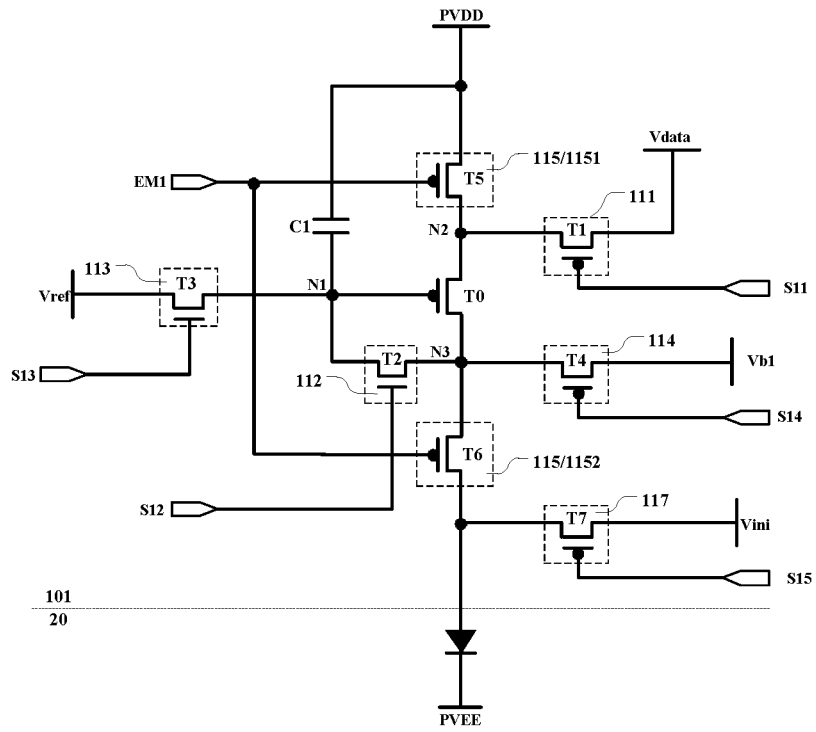 PVDD
Vdata
115/1151
EM1
T5
111
C1
N2
T1
113
T3
N1
T0
Vref
S11
T2
N3
114
T4
Vb1
S13
112
S14
T6
115/1152
117
S12
T7
Vini
S15
101
20
PVEE